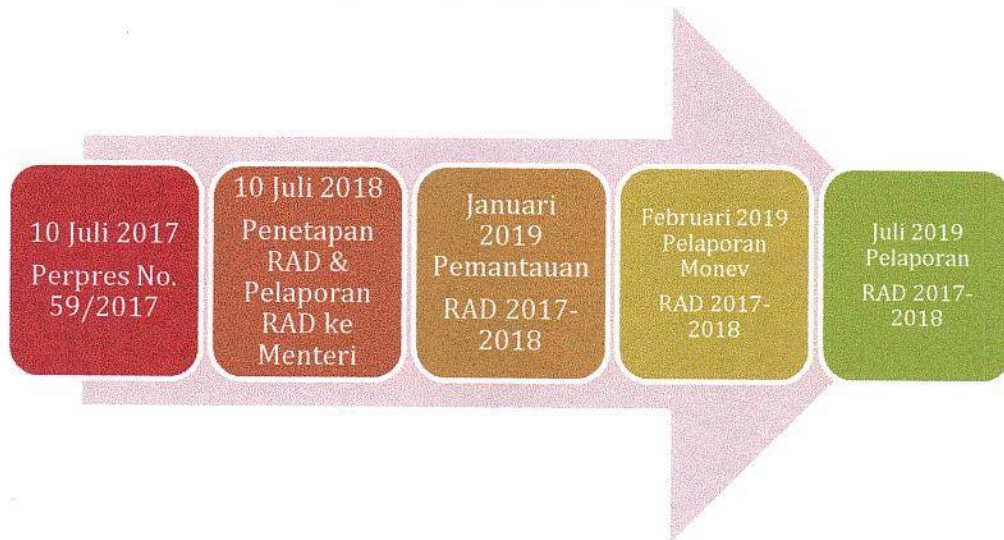 10 Juli 2017
Perpres No.
59/2017
10 Juli 2018
Penetapan
RAD &
Pelaporan
RAD ke
Menteri
Januari
2019
Pemantauan
RAD 2017-
2018
Februari 2019
Pelaporan
Monev
RAD 2017-
2018
Juli 2019
Pelaporan
RAD 2017-
2018